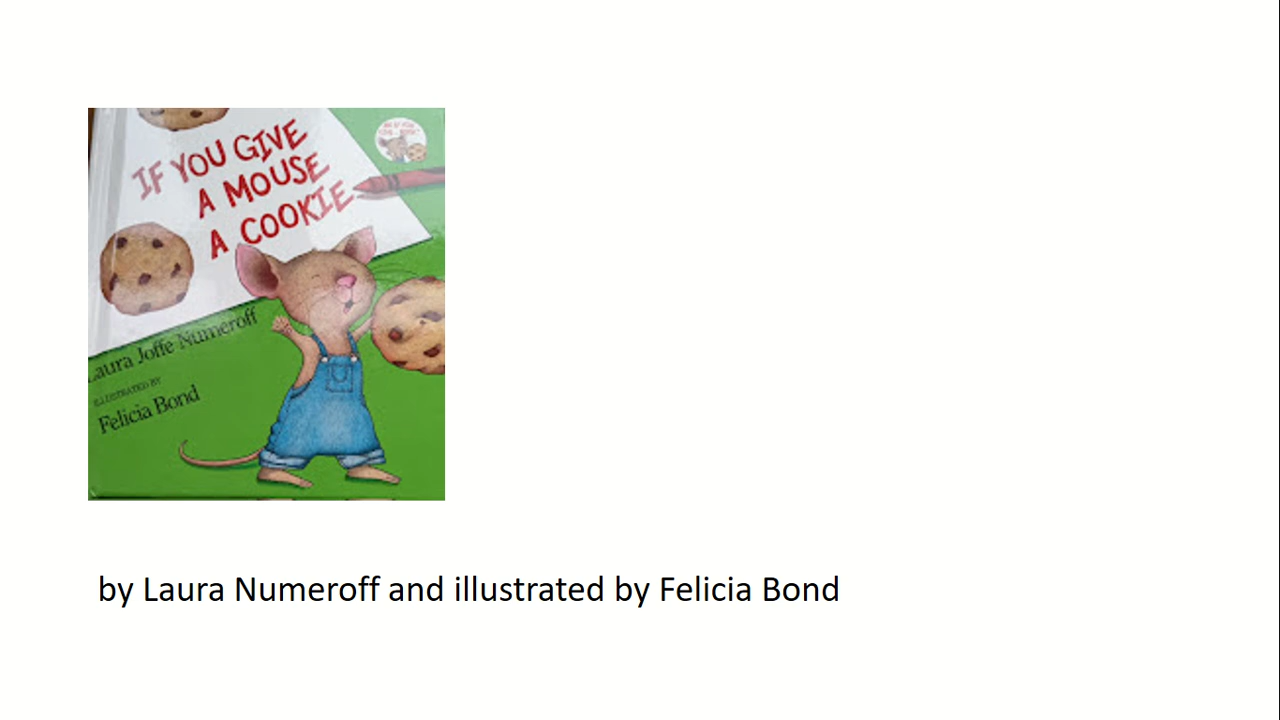 IF YOU GIVE
A MOUSE
A COOKIE
Laura Joffe Numeroff
ILLUSTRATED BY
Felicia Bond
by Laura Numeroff and illustrated by Felicia Bond